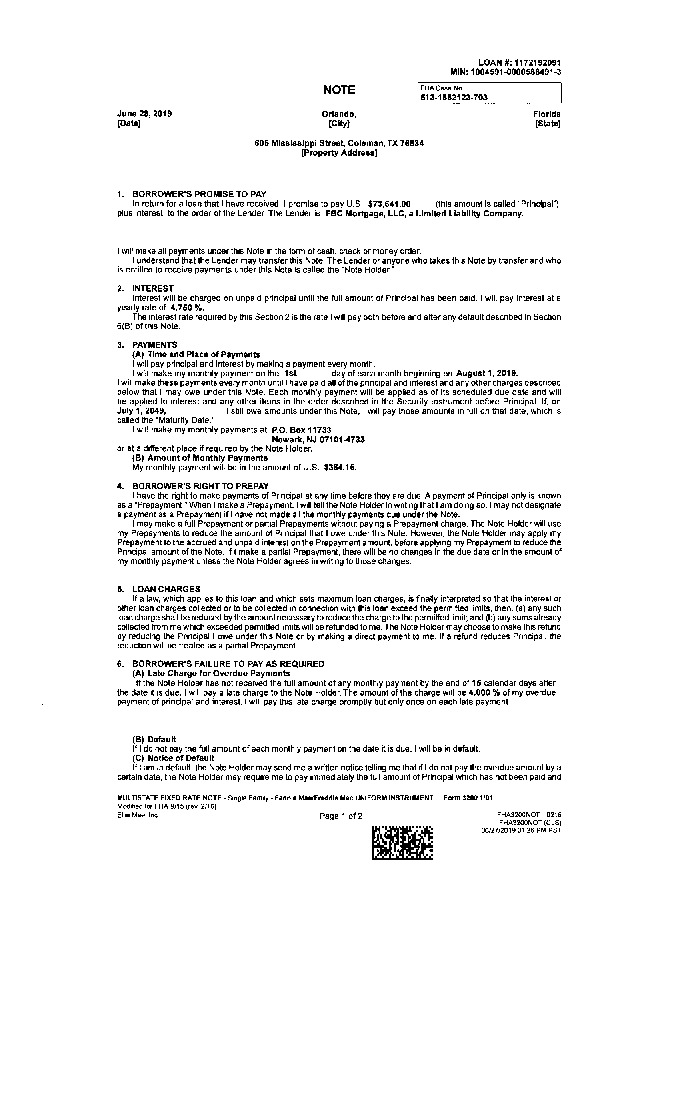 LOAN #: 1172192091
MIN: 1004591-0000588491-3
NOTE
FHA Case No.
513-1882123-703
June 28, 2019 Orlando, Florida
[Date] [City] [State]
605 Mississippi Street, Coleman, TX 76834
[Property Address]
1. BORROWER'S PROMISE TO PAY
In return for a loan that I have received, I promise to pay U.S. $73,641.00 (this amount is called "Principal"),
plus interest, to the order of the Lender. The Lender is FBC Mortgage, LLC, a Limited Liability Company.
I will make all payments under this Note in the form of cash, check or money order.
I understand that the Lender may transfer this Note. The Lender or anyone who takes this Note by transfer and who
is entitled to receive payments under this Note is called the "Note Holder."
2. INTEREST
Interest will be charged on unpaid principal until the full amount of Principal has been paid. I will pay interest at a
yearly rate of 4.750 %.
The interest rate required by this Section 2 is the rate I will pay both before and after any default described in Section
6(B) of this Note.
3. PAYMENTS
(A) Time and Place of Payments
I will pay principal and interest by making a payment every month.
I will make my monthly payment on the 1st day of each month beginning on August 1, 2019.
I will make these payments every month until I have paid all of the principal and interest and any other charges described
below that I may owe under this Note. Each monthly payment will be applied as of its scheduled due date and will
be applied to interest and any other items in the order described in the Security Instrument before Principal. If, on
July 1, 2049, I still owe amounts under this Note, I will pay those amounts in full on that date, which is
called the "Maturity Date."
I will make my monthly payments at P.O. Box 11733
Newark, NJ 07101-4733
or at a different place if required by the Note Holder.
(B) Amount of Monthly Payments
My monthly payment will be in the amount of U.S. $384.15.
4. BORROWER'S RIGHT TO PREPAY
I have the right to make payments of Principal at any time before they are due. A payment of Principal only is known
as a "Prepayment." When I make a Prepayment, I will tell the Note Holder in writing that I am doing so. I may not designate
a payment as a Prepayment if I have not made all the monthly payments due under the Note.
I may make a full Prepayment or partial Prepayments without paying a Prepayment charge. The Note Holder will use
my Prepayments to reduce the amount of Principal that I owe under this Note. However, the Note Holder may apply my
Prepayment to the accrued and unpaid interest on the Prepayment amount, before applying my Prepayment to reduce the
Principal amount of the Note. If I make a partial Prepayment, there will be no changes in the due date or in the amount of
my monthly payment unless the Note Holder agrees in writing to those changes.
5. LOAN CHARGES
If a law, which applies to this loan and which sets maximum loan charges, is finally interpreted so that the interest or
other loan charges collected or to be collected in connection with this loan exceed the permitted limits, then: (a) any such
loan charge shall be reduced by the amount necessary to reduce the charge to the permitted limit; and (b) any sums already
collected from me which exceeded permitted limits will be refunded to me. The Note Holder may choose to make this refund
by reducing the Principal I owe under this Note or by making a direct payment to me. If a refund reduces Principal, the
reduction will be treated as a partial Prepayment.
6. BORROWER'S FAILURE TO PAY AS REQUIRED
(A) Late Charge for Overdue Payments
If the Note Holder has not received the full amount of any monthly payment by the end of 15 calendar days after
the date it is due, I will pay a late charge to the Note Holder. The amount of the charge will be 4.000 % of my overdue
payment of principal and interest. I will pay this late charge promptly but only once on each late payment.
(B) Default
If I do not pay the full amount of each monthly payment on the date it is due, I will be in default.
(C) Notice of Default
If I am in default, the Note Holder may send me a written notice telling me that if I do not pay the overdue amount by a
certain date, the Note Holder may require me to pay immediately the full amount of Principal which has not been paid and
MULTISTATE FIXED RATE NOTE - Single Family - Fannie Mae/Freddie Mac UNIFORM INSTRUMENT Form 3200 1/01
Modified for FHA 9/15 (rev. 2/16)
Ellie Mae, Inc. Page 1 of 2 FHA3200NOT 0216
FHA3200NOT (CLS)
06/27/2019 01:36 PM PST